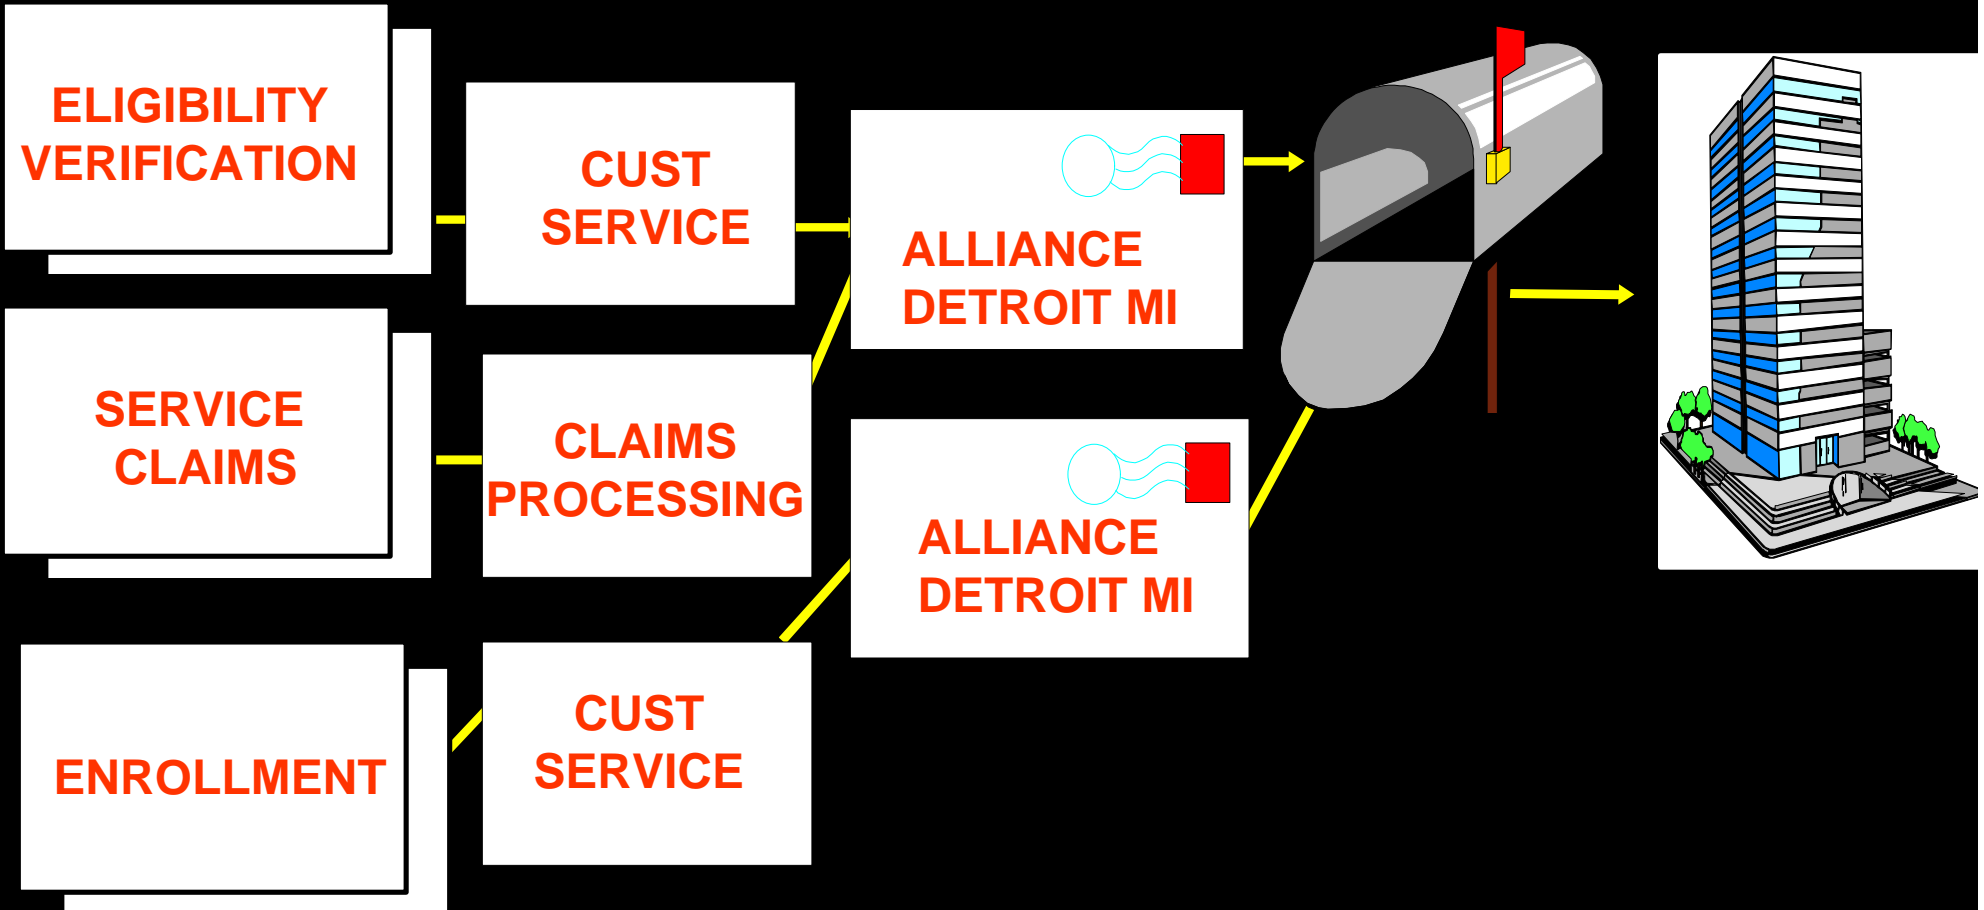 ELIGIBILITY
VERIFICATION
CUST
SERVICE
ALLIANCE
DETROIT MI
SERVICE
CLAIMS
CLAIMS
PROCESSING
ALLIANCE
DETROIT MI
ENROLLMENT
CUST
SERVICE